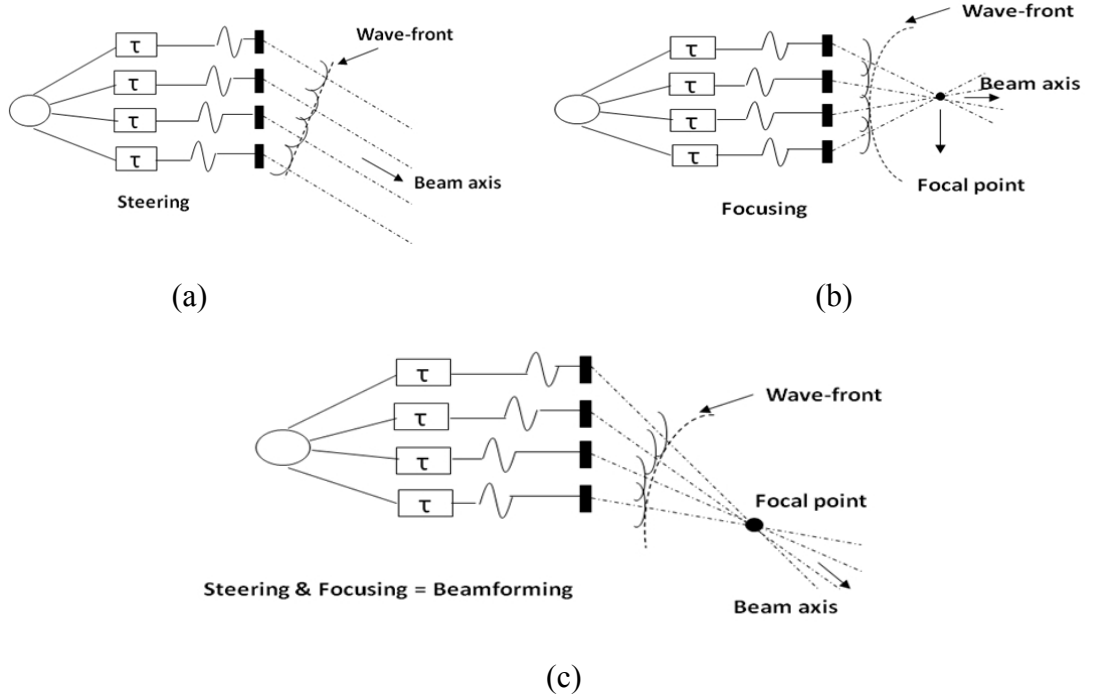 τ
Wave-front
τ
τ
τ
Beam axis
Steering
(a)
Wave-front
τ
τ
Beam axis
τ
τ
Focal point
Focusing
(b)
τ
Wave-front
τ
τ
τ
Focal point
Steering & Focusing = Beamforming
Beam axis
(c)